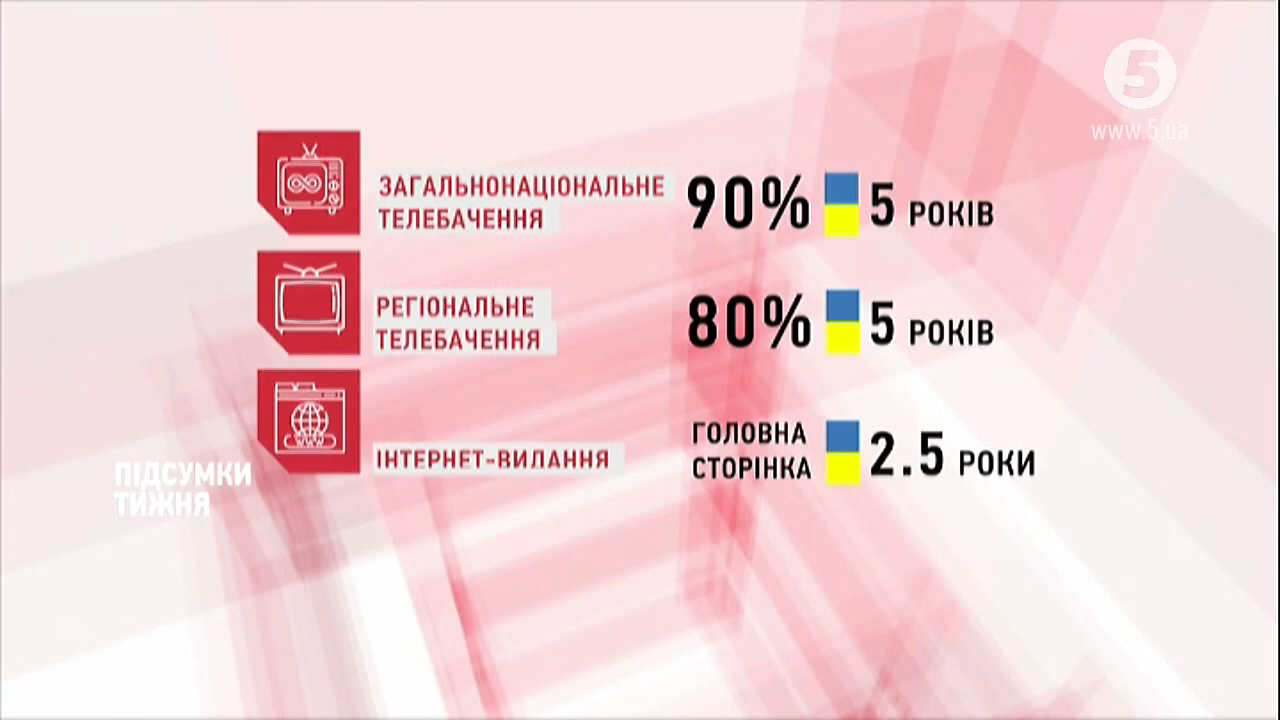 5
www.5.ua
ЗАГАЛЬНОНАЦІОНАЛЬНЕ
ТЕЛЕБАЧЕННЯ
90%
5 РОКІВ
РЕГІОНАЛЬНЕ
ТЕЛЕБАЧЕННЯ
80%
5 РОКІВ
WWW
ІНТЕРНЕТ-ВИДАННЯ
ГОЛОВНА
СТОРІНКА
2.5 РОКИ
ПІДСУМКИ
ТИЖНЯ